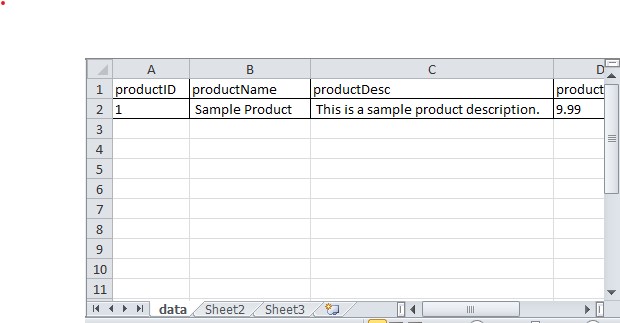 A B C D
1 productID productName productDesc product
2 1 Sample Product This is a sample product description. 9.99
3
4
5
6
7
8
9
10
11
data Sheet2 Sheet3